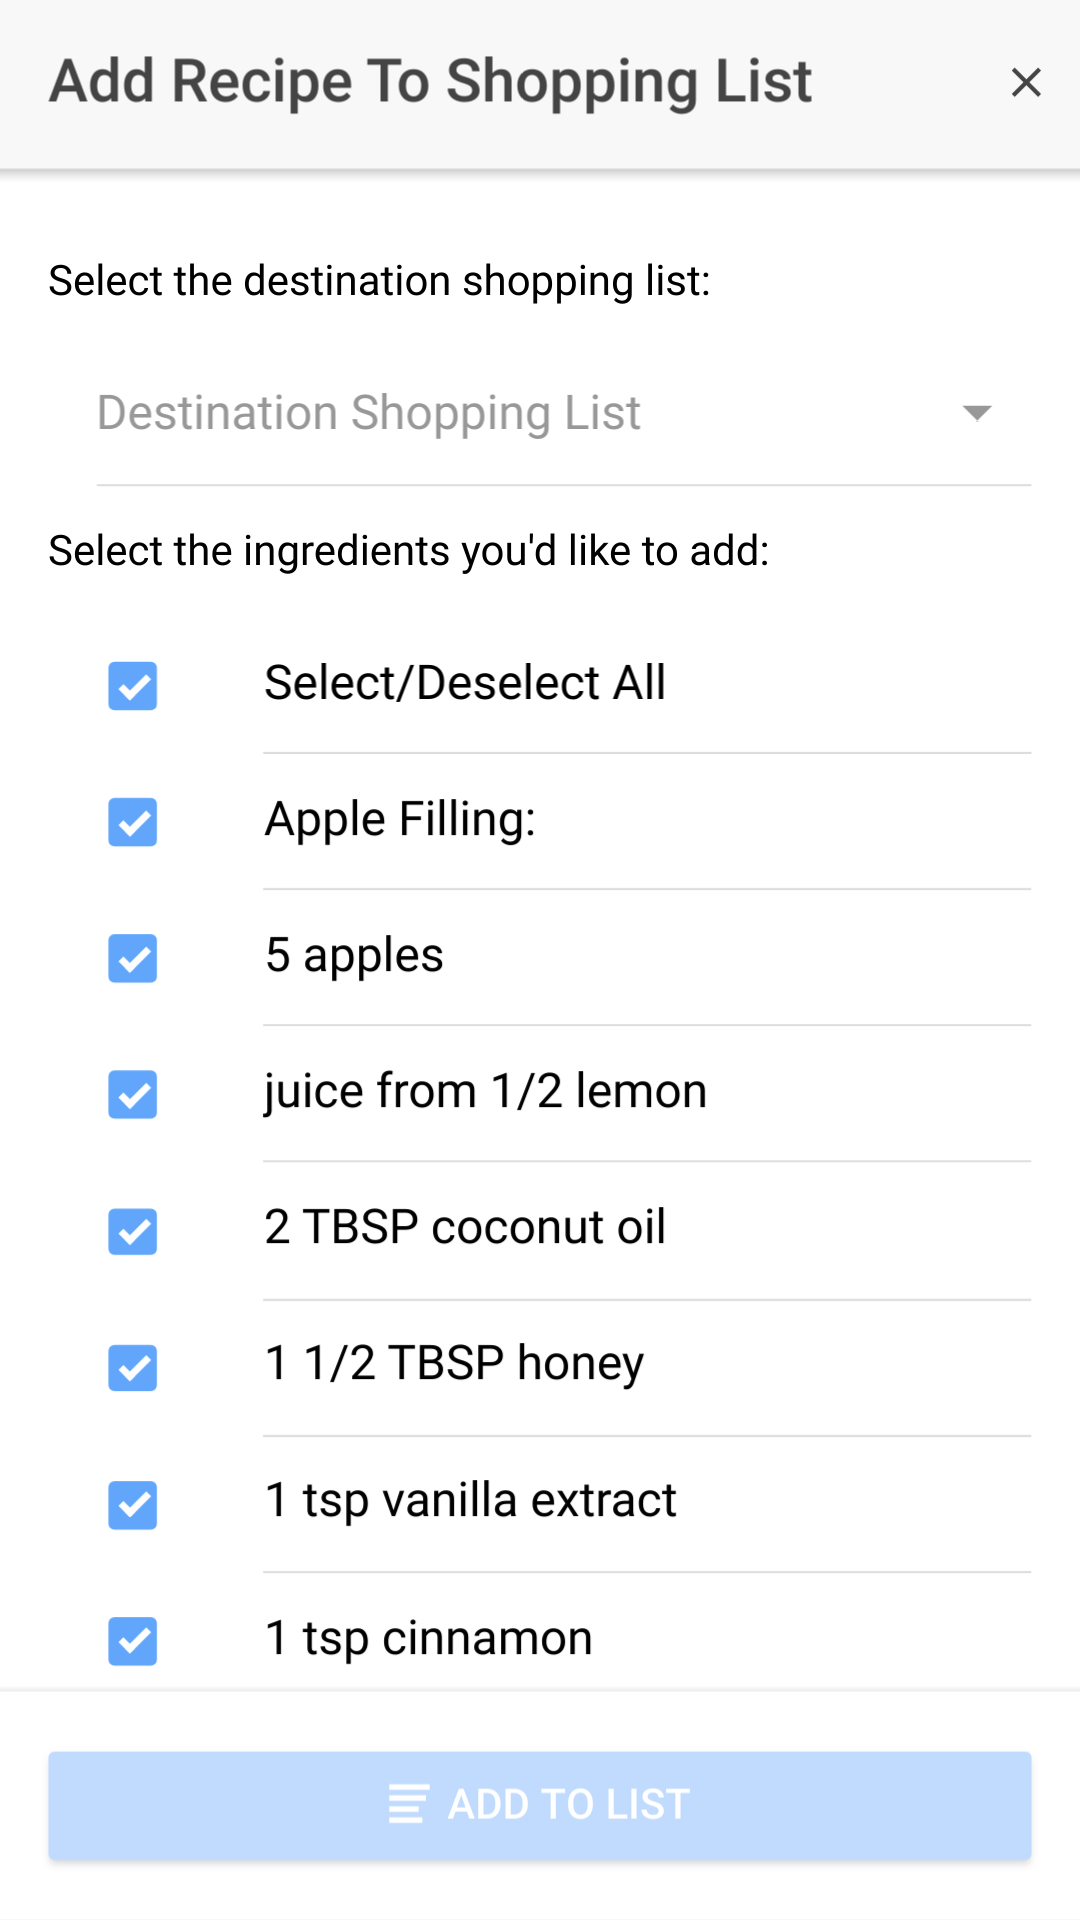 Add Recipe To Shopping List
Select the destination shopping list:
Destination Shopping List
Select the ingredients you'd like to add:
Select/Deselect All
Apple Filling:
5 apples
juice from 1/2 lemon
2 TBSP coconut oil
1 1/2 TBSP honey
1 tsp vanilla extract
1 tsp cinnamon
ADD TO LIST